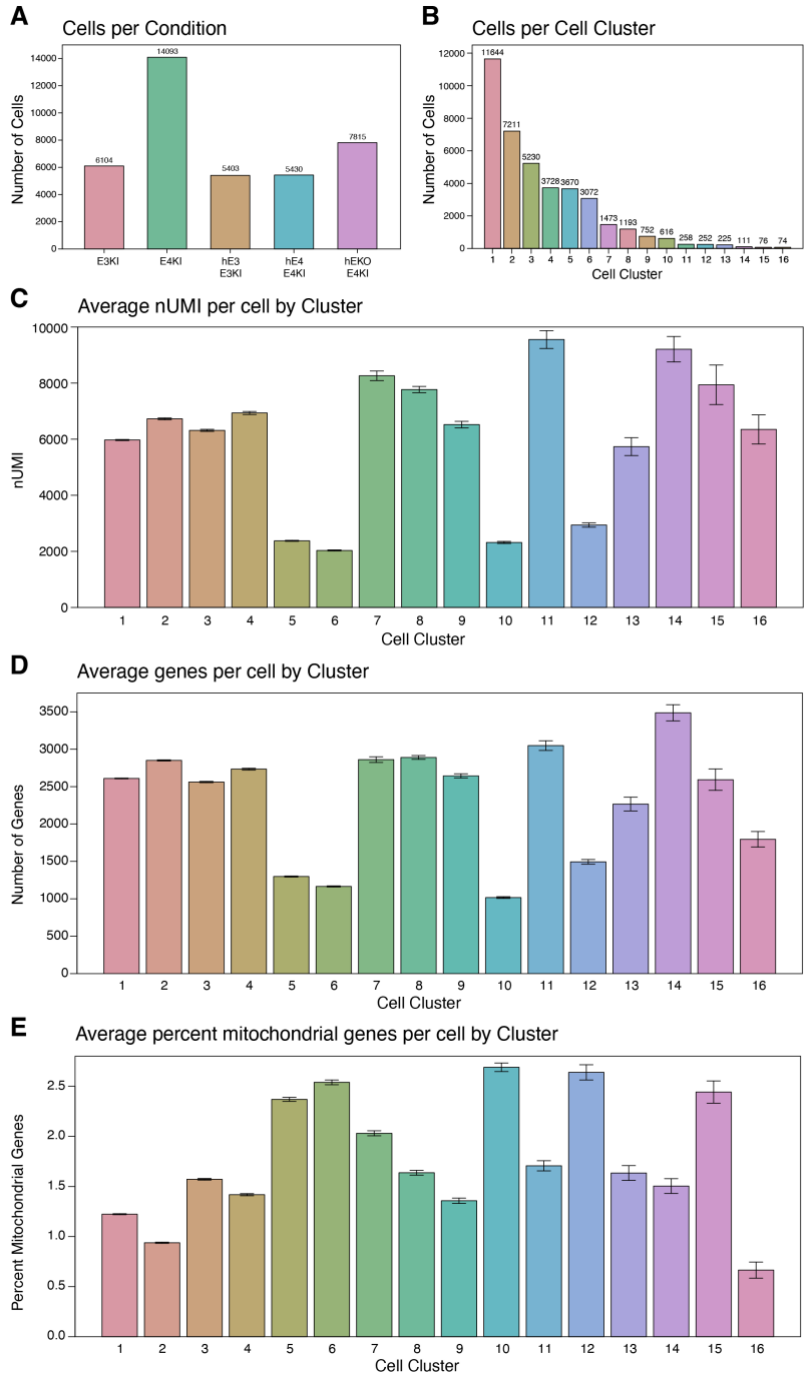 A
Cells per Condition
Number of Cells
14000
12000
10000
8000
6000
4000
2000
0
6104
14093
5403
5430
7815
E3KI
E4KI
hE3
E3KI
hE4
E4KI
hEKO
E4KI
B
Cells per Cell Cluster
Number of Cells
12000
10000
8000
6000
4000
2000
0
11644
7211
5230
3728
3670
3072
1473
1193
752
616
258
252
225
111
76
74
1 2 3 4 5 6 7 8 9 10 11 12 13 14 15 16
Cell Cluster
C
Average nUMI per cell by Cluster
nUMI
10000
8000
6000
4000
2000
0
1 2 3 4 5 6 7 8 9 10 11 12 13 14 15 16
Cell Cluster
D
Average genes per cell by Cluster
Number of Genes
3500
3000
2500
2000
1500
1000
500
0
1 2 3 4 5 6 7 8 9 10 11 12 13 14 15 16
Cell Cluster
E
Average percent mitochondrial genes per cell by Cluster
Percent Mitochondrial Genes
2.5
2.0
1.5
1.0
0.5
0.0
1 2 3 4 5 6 7 8 9 10 11 12 13 14 15 16
Cell Cluster